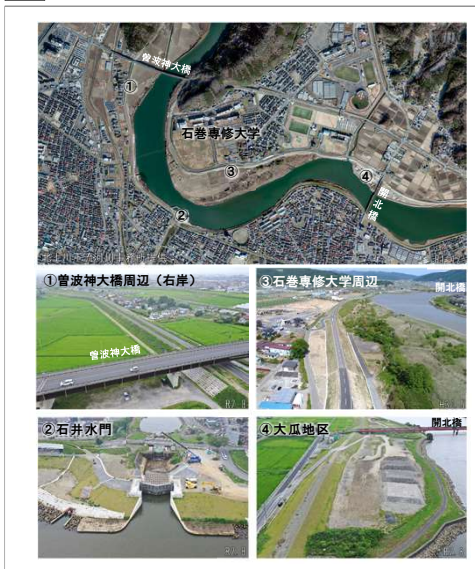 曽波神大橋
①
石巻専修大学
③
④
②
開北橋
①曽波神大橋周辺（右岸）
曽波神大橋
③石巻専修大学周辺
開北橋
②石井水門
④大瓜地区
開北橋